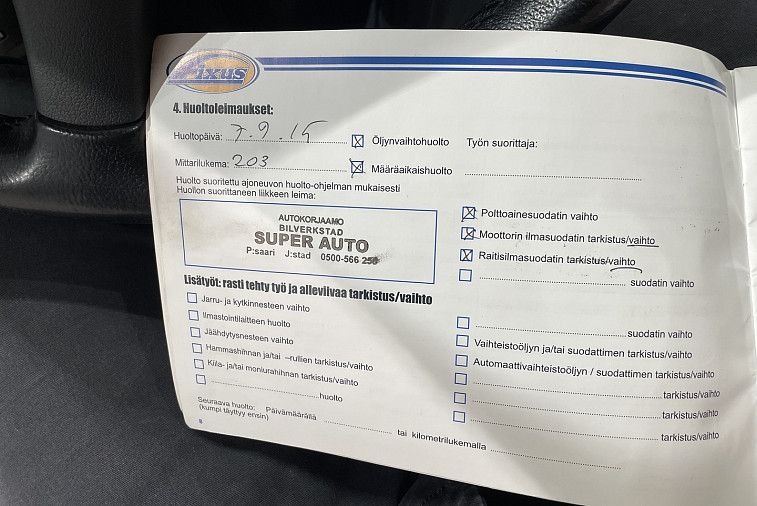 Fixus
4. Huoltoleimaukset:
Huoltopäivä: 7.9.15
Öljynvaihtohuolto
Työn suorittaja:
Mittarilukema: 203
Määräaikaishuolto
Huolto suoritettu ajoneuvon huolto-ohjelman mukaisesti
Huollon suorittaneen liikkeen leima:
AUTOKORJAAMO
BILVERKSTAD
SUPER AUTO
P:saari J:stad 0500-566 250
Polttoainesuodatin vaihto
Moottorin ilmasuodatin tarkistus/vaihto
Raitisilmasuodatin tarkistus/vaihto
suodatin vaihto
Lisätyöt: rasti tehty työ ja alleviivaa tarkistus/vaihto
Jarru- ja kytkinnesteen vaihto
Ilmastointilaitteen huolto
Jäähdytysnesteen vaihto
Hammashihnan ja/tai –rullien tarkistus/vaihto
Kiila- ja/tai moniurahihnan tarkistus/vaihto
huolto
suodatin vaihto
Vaihteistoöljyn ja/tai suodattimen tarkistus/vaihto
Automaattivaihteistoöljyn / suodattimen tarkistus/vaihto
tarkistus/vaihto
tarkistus/vaihto
tarkistus/vaihto
Seuraava huolto: Päivämäärällä tai kilometrilukemalla
(kumpi täyttyy ensin)
6